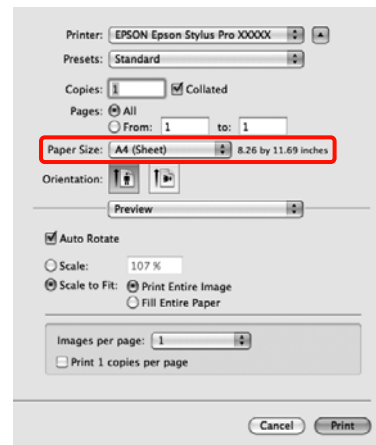 Printer: EPSON Epson Stylus Pro XXXXX
Presets: Standard
Copies: 1 Collated
Pages: All
From: 1 to: 1
Paper Size: A4 (Sheet) 8.26 by 11.69 inches
Orientation:
Preview
Auto Rotate
Scale: 107 %
Scale to Fit: Print Entire Image
Fill Entire Paper
Images per page: 1
Print 1 copies per page
Cancel Print